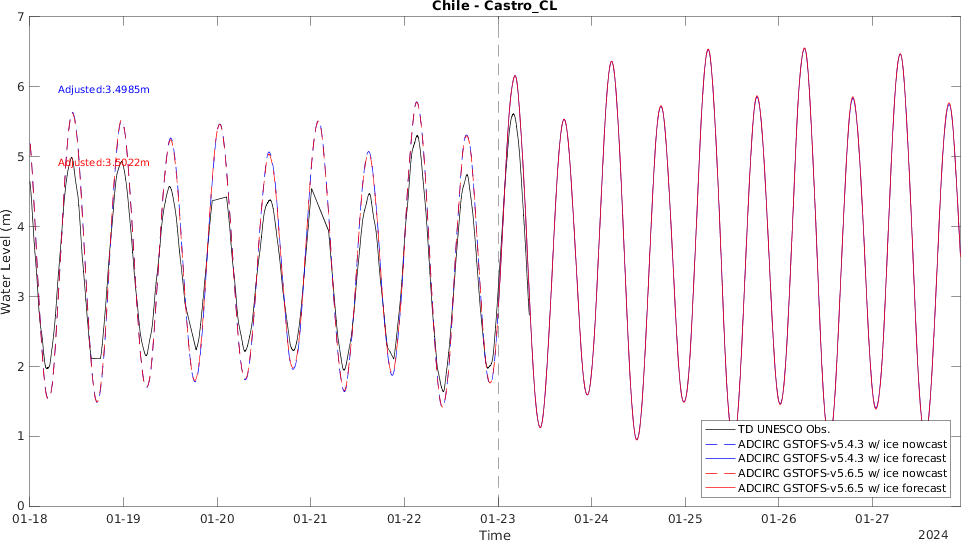 Chile - Castro_CL
7
6
5
4
3
2
1
0
Water Level (m)
Adjusted:3.4985m
Adjusted:3.5022m
TD UNESCO Obs.
ADCIRC GSTOFS-v5.4.3 w/ ice nowcast
ADCIRC GSTOFS-v5.4.3 w/ ice forecast
ADCIRC GSTOFS-v5.6.5 w/ ice nowcast
ADCIRC GSTOFS-v5.6.5 w/ ice forecast
01-18 01-19 01-20 01-21 01-22 01-23 01-24 01-25 01-26 01-27
Time
2024